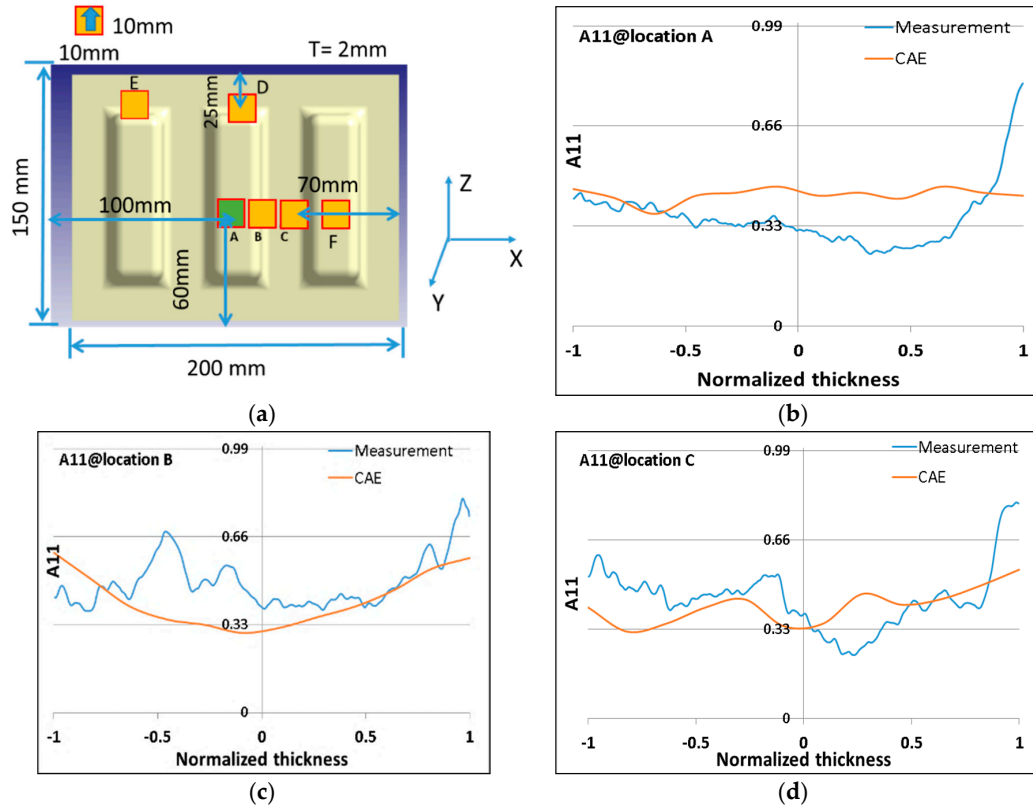 10mm
10mm
T= 2mm
E
D
25mm
150 mm
100mm
70mm
A
B
C
F
60mm
Z
X
Y
200 mm
(a)
A11@location A
0.99
Measurement
CAE
0.66
A11
0.33
0
-1
-0.5
0
0.5
1
Normalized thickness
(b)
A11@location B
0.99
Measurement
CAE
0.66
A11
0.33
0
-1
-0.5
0
0.5
1
Normalized thickness
(c)
A11@location C
0.99
Measurement
CAE
0.66
A11
0.33
0
-1
-0.5
0
0.5
1
Normalized thickness
(d)